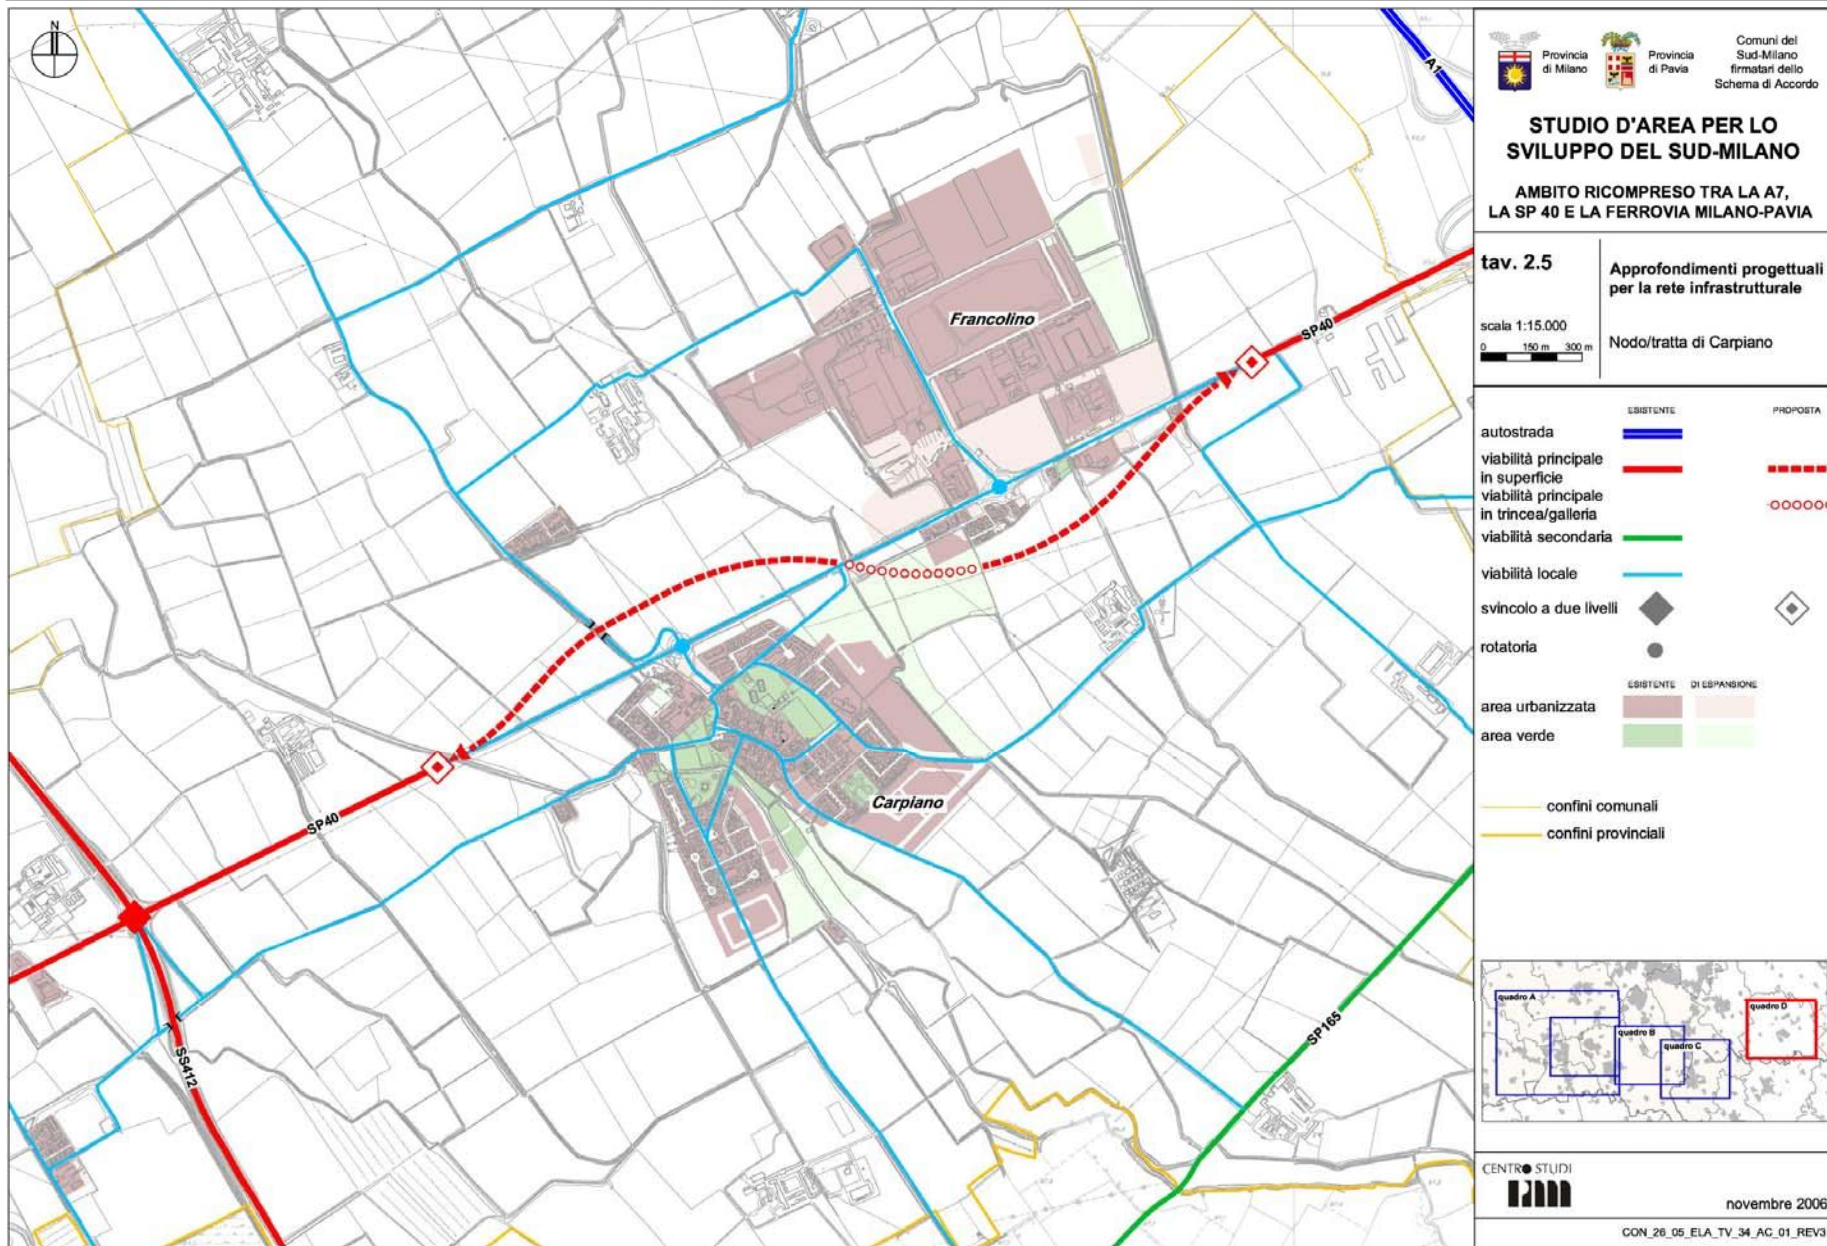 N
A1
Francolino
SP40
Carpiano
SP40
SS412
SP165
Provincia
di Milano
Provincia
di Pavia
Comuni del
Sud-Milano
firmatari dello
Schema di Accordo
STUDIO D'AREA PER LO
SVILUPPO DEL SUD-MILANO
AMBITO RICOMPRESO TRA LA A7,
LA SP 40 E LA FERROVIA MILANO-PAVIA
tav. 2.5
Approfondimenti progettuali
per la rete infrastrutturale
scala 1:15.000
0 150 m 300 m
Nodo/tratta di Carpiano
ESISTENTE PROPOSTA
autostrada
viabilità principale
in superficie
viabilità principale
in trincea/galleria
viabilità secondaria
viabilità locale
svincolo a due livelli
rotatoria
ESISTENTE DI ESPANSIONE
area urbanizzata
area verde
confini comunali
confini provinciali
quadro A
quadro B
quadro C
quadro D
CENTRO STUDI
PIM
novembre 2006
CON_26_05_ELA_TV_34_AC_01_REV3